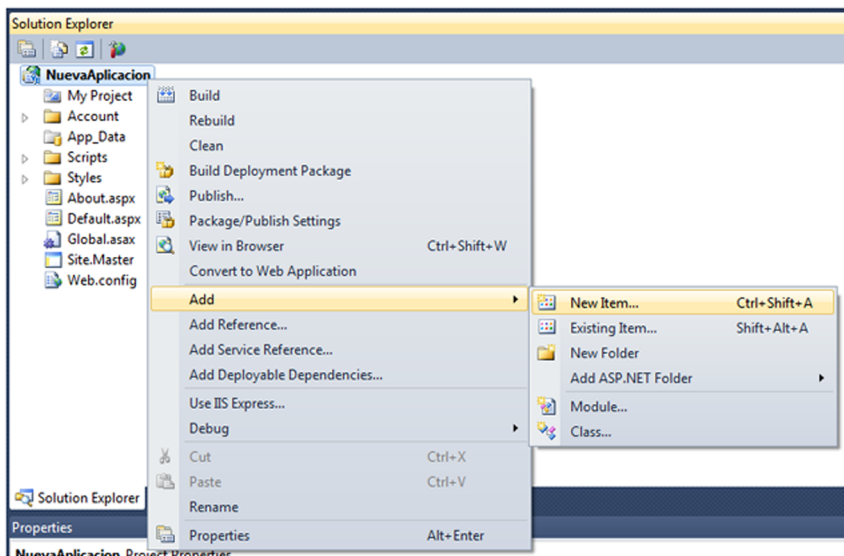 Solution Explorer
NuevaAplicacion
My Project
Account
App_Data
Scripts
Styles
About.aspx
Default.aspx
Global.asax
Site.Master
Web.config
Build
Rebuild
Clean
Build Deployment Package
Publish...
Package/Publish Settings
View in Browser Ctrl+Shift+W
Convert to Web Application
Add
Add Reference...
Add Service Reference...
Add Deployable Dependencies...
Use IIS Express...
Debug
Cut Ctrl+X
Paste Ctrl+V
Rename
Properties Alt+Enter
New Item... Ctrl+Shift+A
Existing Item... Shift+Alt+A
New Folder
Add ASP.NET Folder
Module...
Class...
Solution Explorer
Properties
NuevaAplicacion Project Properties